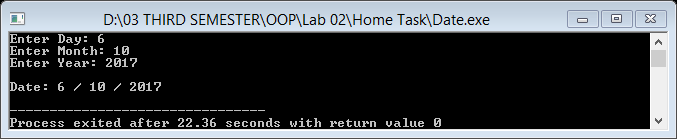 D:\03 THIRD SEMESTER\OOP\Lab 02\Home Task\Date.exe
Enter Day: 6
Enter Month: 10
Enter Year: 2017
Date: 6 / 10 / 2017
--------------------------------
Process exited after 22.36 seconds with return value 0